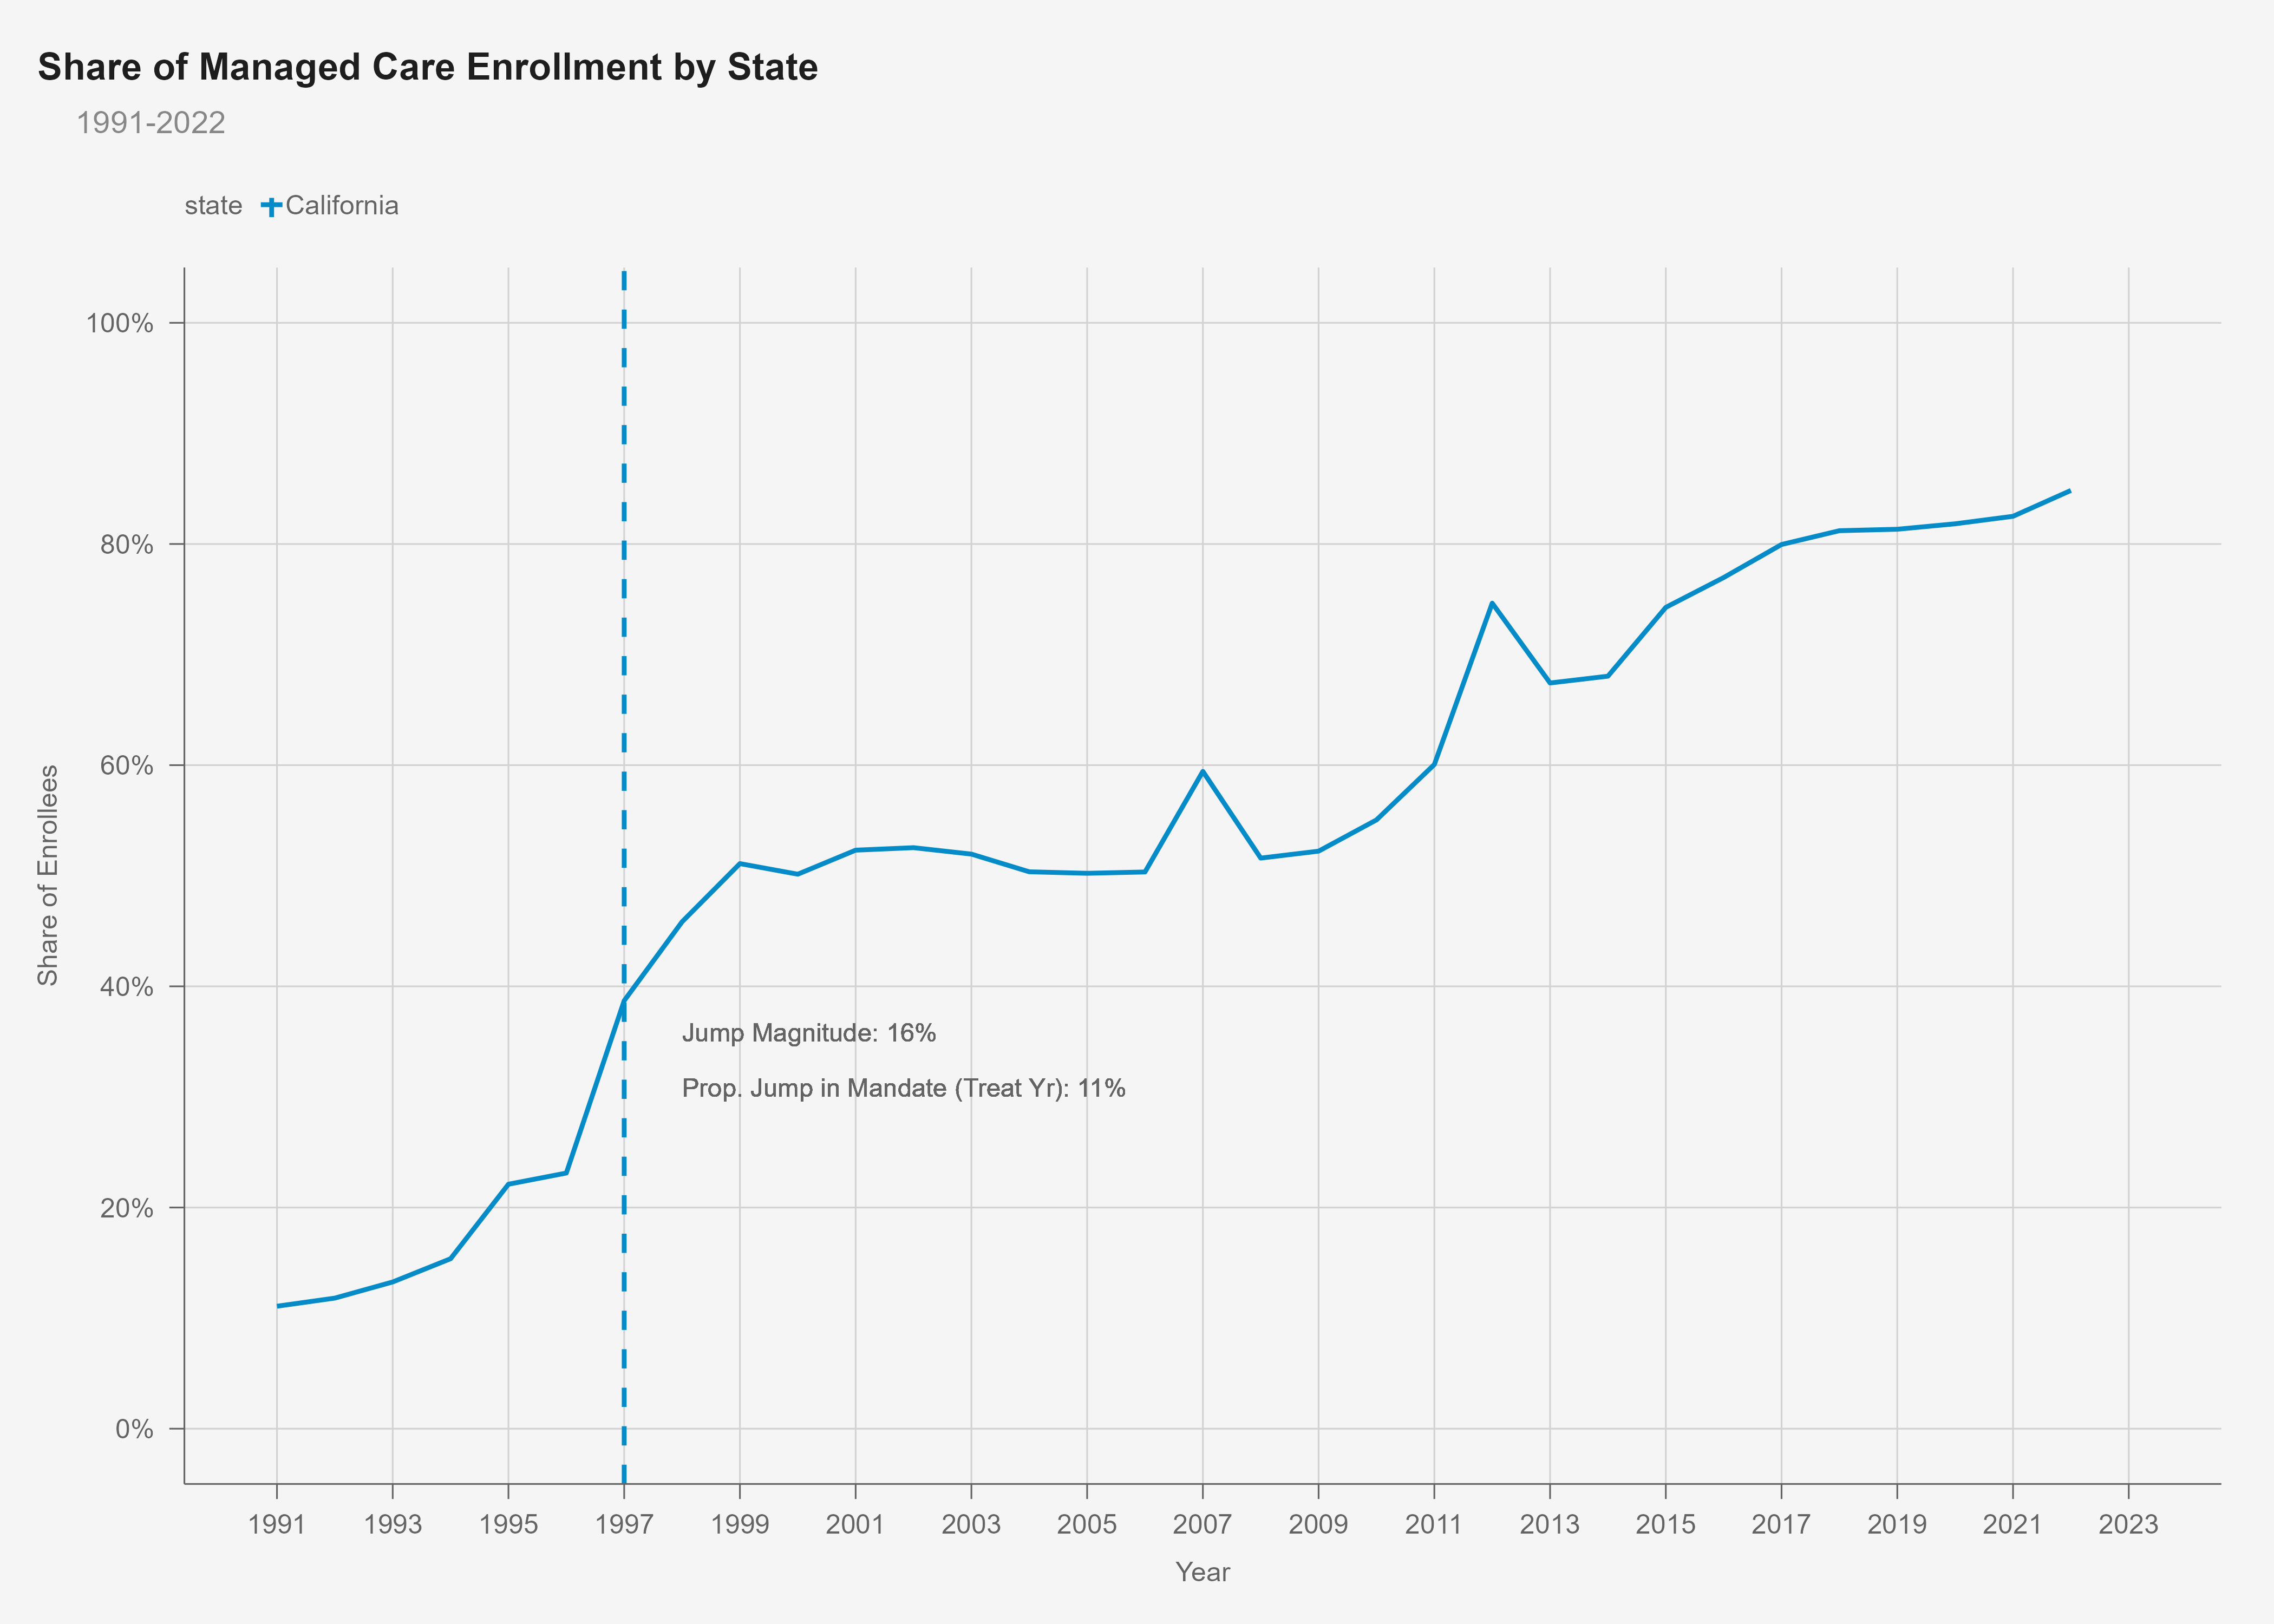 Share of Managed Care Enrollment by State
1991-2022
state California
100%
80%
60%
40%
20%
0%
Share of Enrollees
Jump Magnitude: 16%
Prop. Jump in Mandate (Treat Yr): 11%
1991 1993 1995 1997 1999 2001 2003 2005 2007 2009 2011 2013 2015 2017 2019 2021 2023
Year